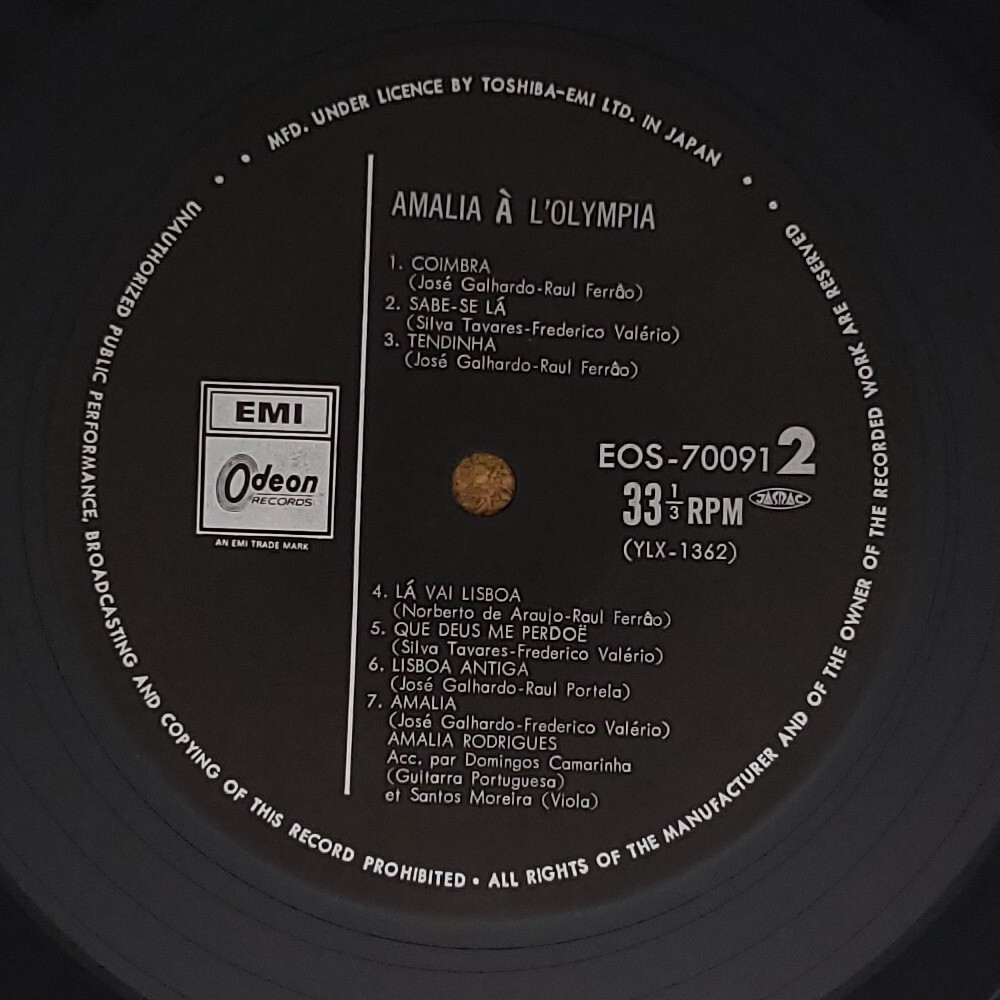 MFD. UNDER LICENCE BY TOSHIBA-EMI LTD. IN JAPAN
AMALIA À L'OLYMPIA
1. COIMBRA
(José Galhardo-Raul Ferrâo)
2. SABE-SE LÁ
(Silva Tavares-Frederico Valério)
3. TENDINHA
(José Galhardo-Raul Ferrâo)
EMI
Odeon
RECORDS
AN EMI TRADE MARK
EOS-70091 2
33 1/3 RPM
JASRAC
(YLX-1362)
4. LÁ VAI LISBOA
(Norberto de Araujo-Raul Ferrâo)
5. QUE DEUS ME PERDOË
(Silva Tavares-Frederico Valério)
6. LISBOA ANTIGA
(José Galhardo-Raul Portela)
7. AMALIA
(José Galhardo-Frederico Valério)
AMALIA RODRIGUES
Acc. par Domingos Camarinha
(Guitarra Portuguesa)
et Santos Moreira (Viola)
UNAUTHORIZED PUBLIC PERFORMANCE, BROADCASTING AND COPYING OF THIS RECORD PROHIBITED • ALL RIGHTS OF THE MANUFACTURER AND OF THE OWNER OF THE RECORDED WORK ARE RESERVED